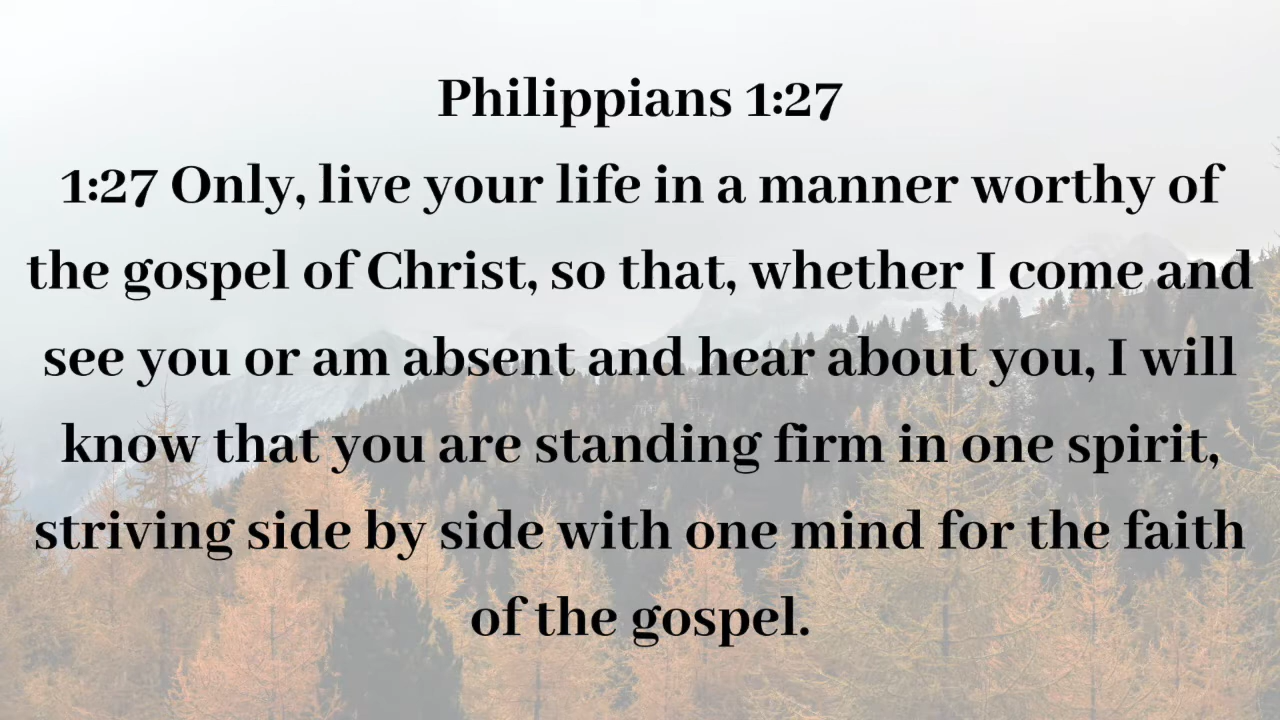 Philippians 1:27
1:27 Only, live your life in a manner worthy of
the gospel of Christ, so that, whether I come and
see you or am absent and hear about you, I will
know that you are standing firm in one spirit,
striving side by side with one mind for the faith
of the gospel.